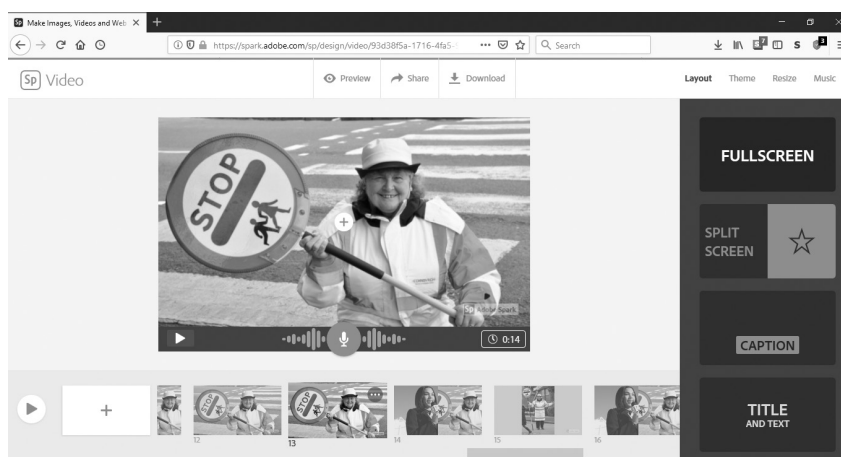 Sp Make Images, Videos and Web
https://spark.adobe.com/sp/design/video/93d38f5a-1716-4fa5-
Search
Sp Video
Preview
Share
Download
Layout
Theme
Resize
Music
STOP
Sp Adobe Spark
0:14
FULLSCREEN
SPLIT
SCREEN
CAPTION
TITLE
AND TEXT
12
13
14
15
16